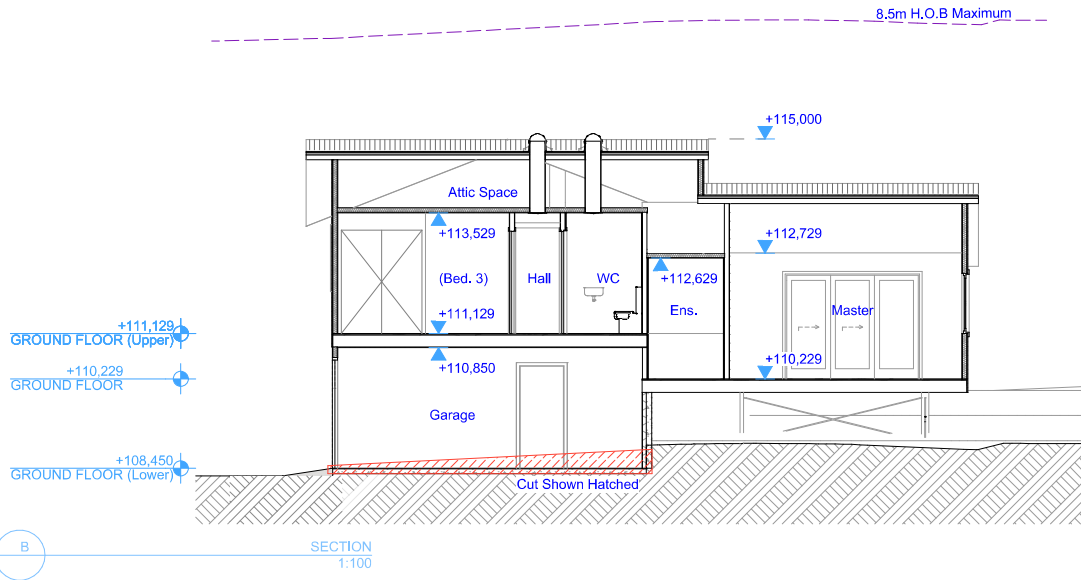 8.5m H.O.B Maximum
+115,000
Attic Space
+113,529
+112,729
(Bed. 3)
Hall
WC
+112,629
Ens.
Master
+111,129
+111,129
GROUND FLOOR (Upper)
+110,850
+110,229
+110,229
GROUND FLOOR
Garage
+108,450
GROUND FLOOR (Lower)
Cut Shown Hatched
B
SECTION
1:100